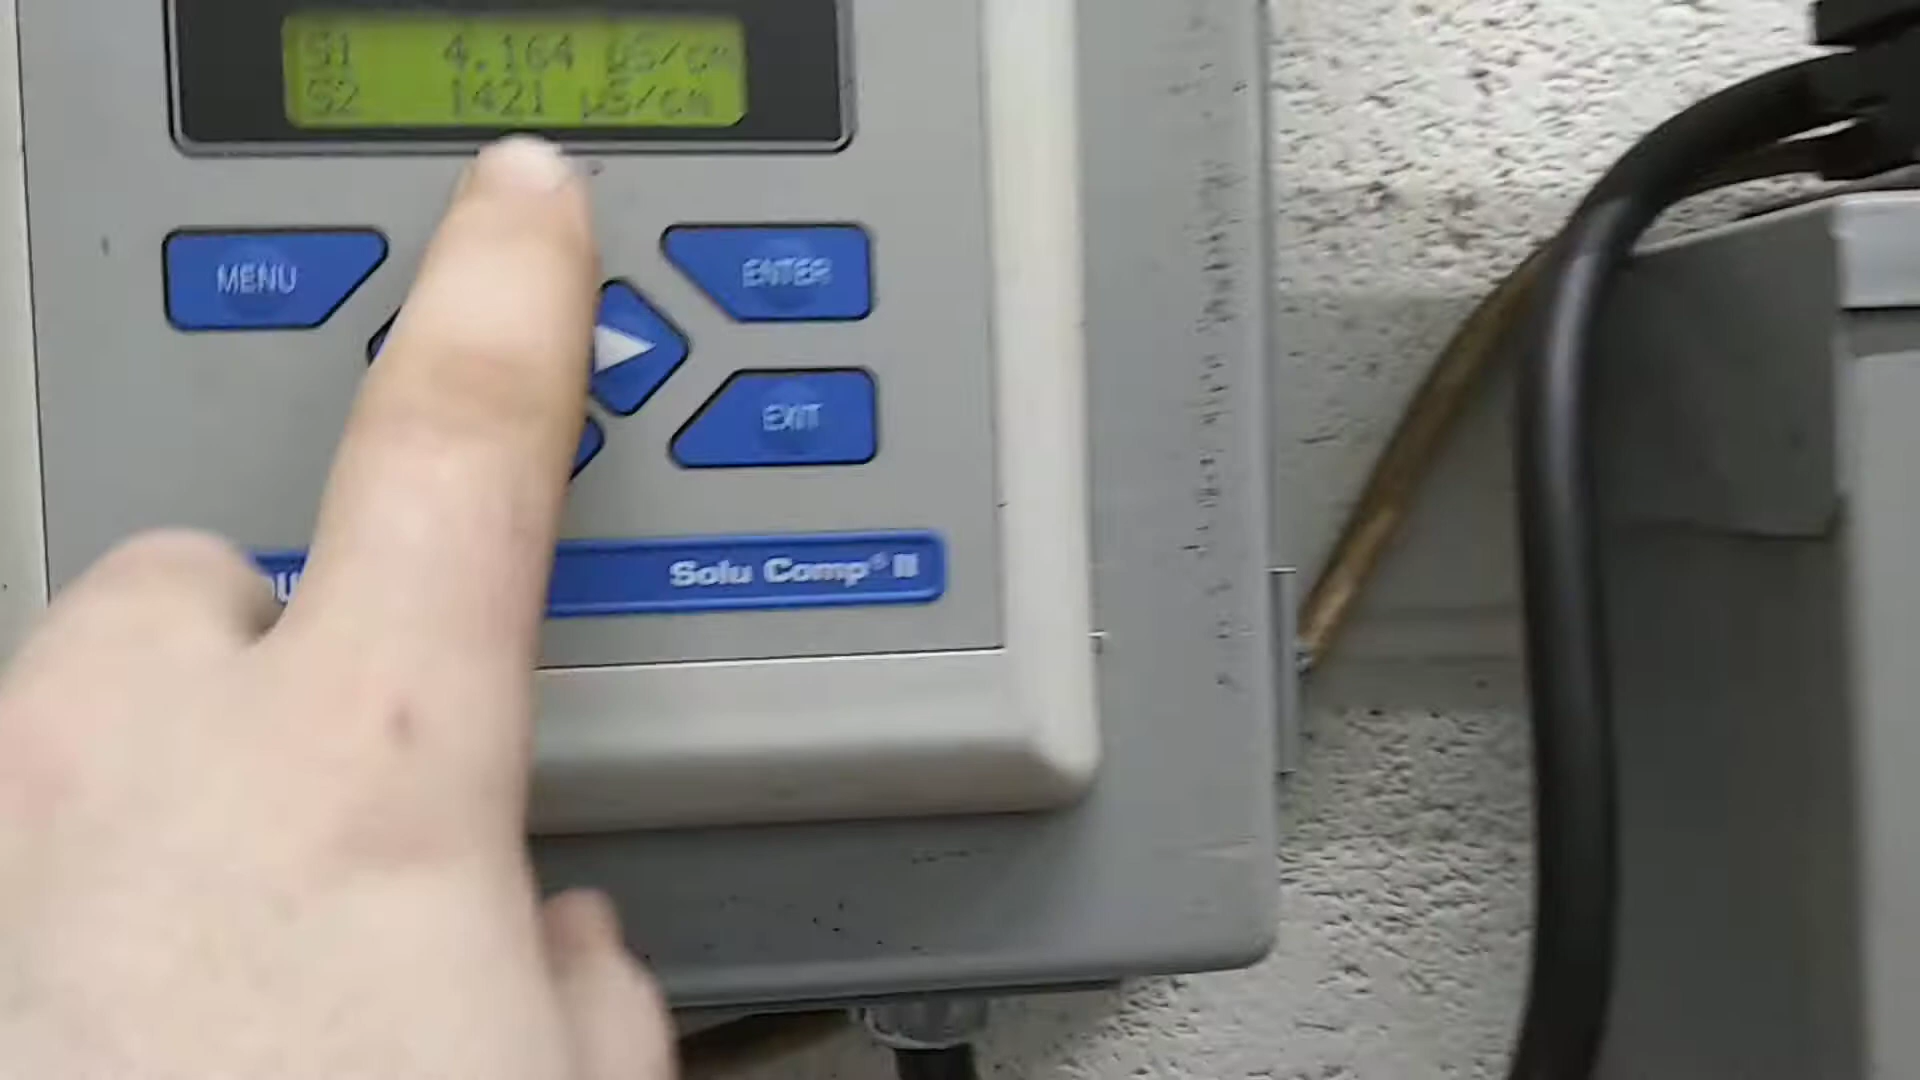 S1 4.164 µS/cm
S2 1421 µS/cm
MENU
ENTER
EXIT
Solu Comp® II